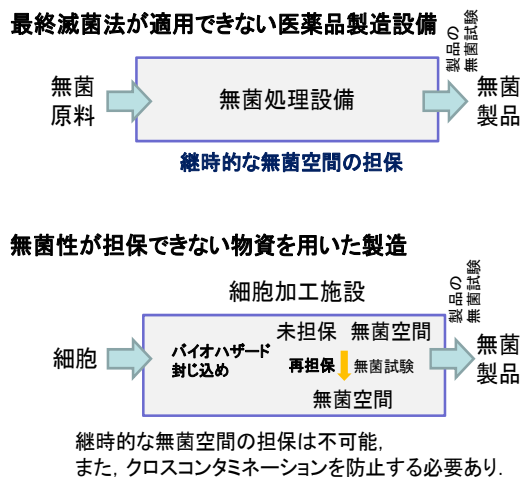 最終滅菌法が適用できない医薬品製造設備
製品の
無菌試験
無菌
原料
無菌処理設備
無菌
製品
継時的な無菌空間の担保
無菌性が担保できない物資を用いた製造
製品の
無菌試験
細胞加工施設
細胞
バイオハザード
封じ込め
未担保 無菌空間
再担保 無菌試験
無菌空間
無菌
製品
継時的な無菌空間の担保は不可能,
また, クロスコンタミネーションを防止する必要あり.